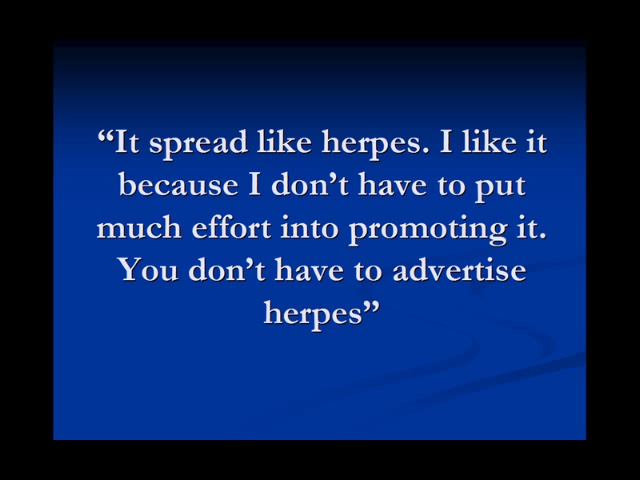 “It spread like herpes. I like it
because I don’t have to put
much effort into promoting it.
You don’t have to advertise
herpes”